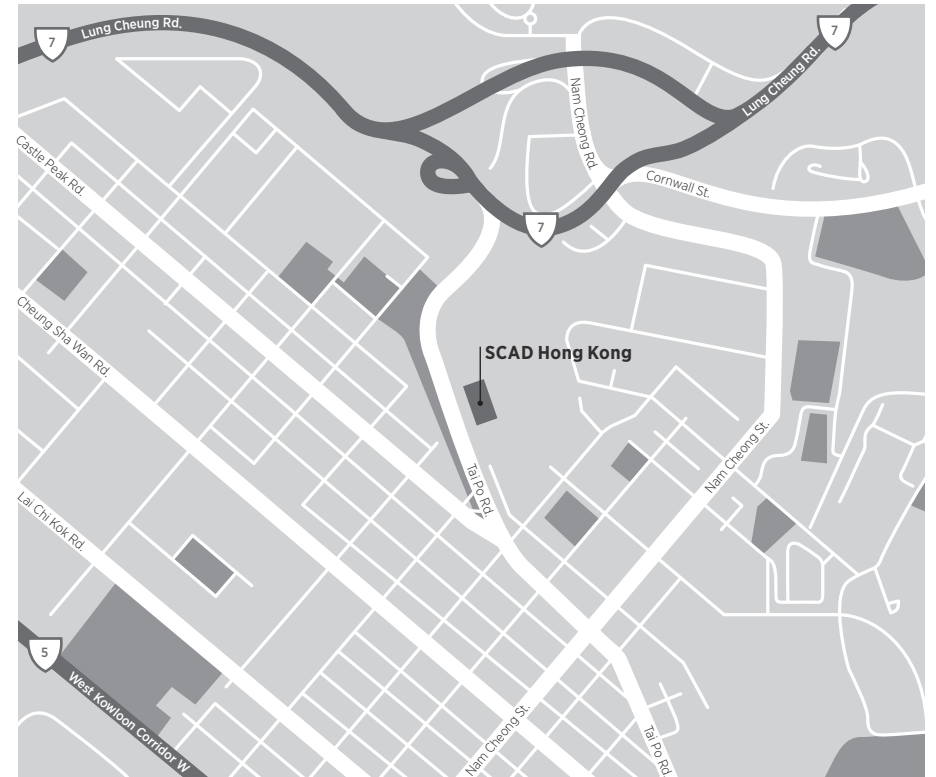 Lung Cheung Rd.
7
7
Lung Cheung Rd.
Nam Cheong Rd.
Castle Peak Rd.
Cornwall St.
7
Cheung Sha Wan Rd.
SCAD Hong Kong
Nam Cheong St.
Tai Po Rd.
Lai Chi Kok Rd.
5
West Kowloon Corridor W
Nam Cheong St.
Tai Po Rd.